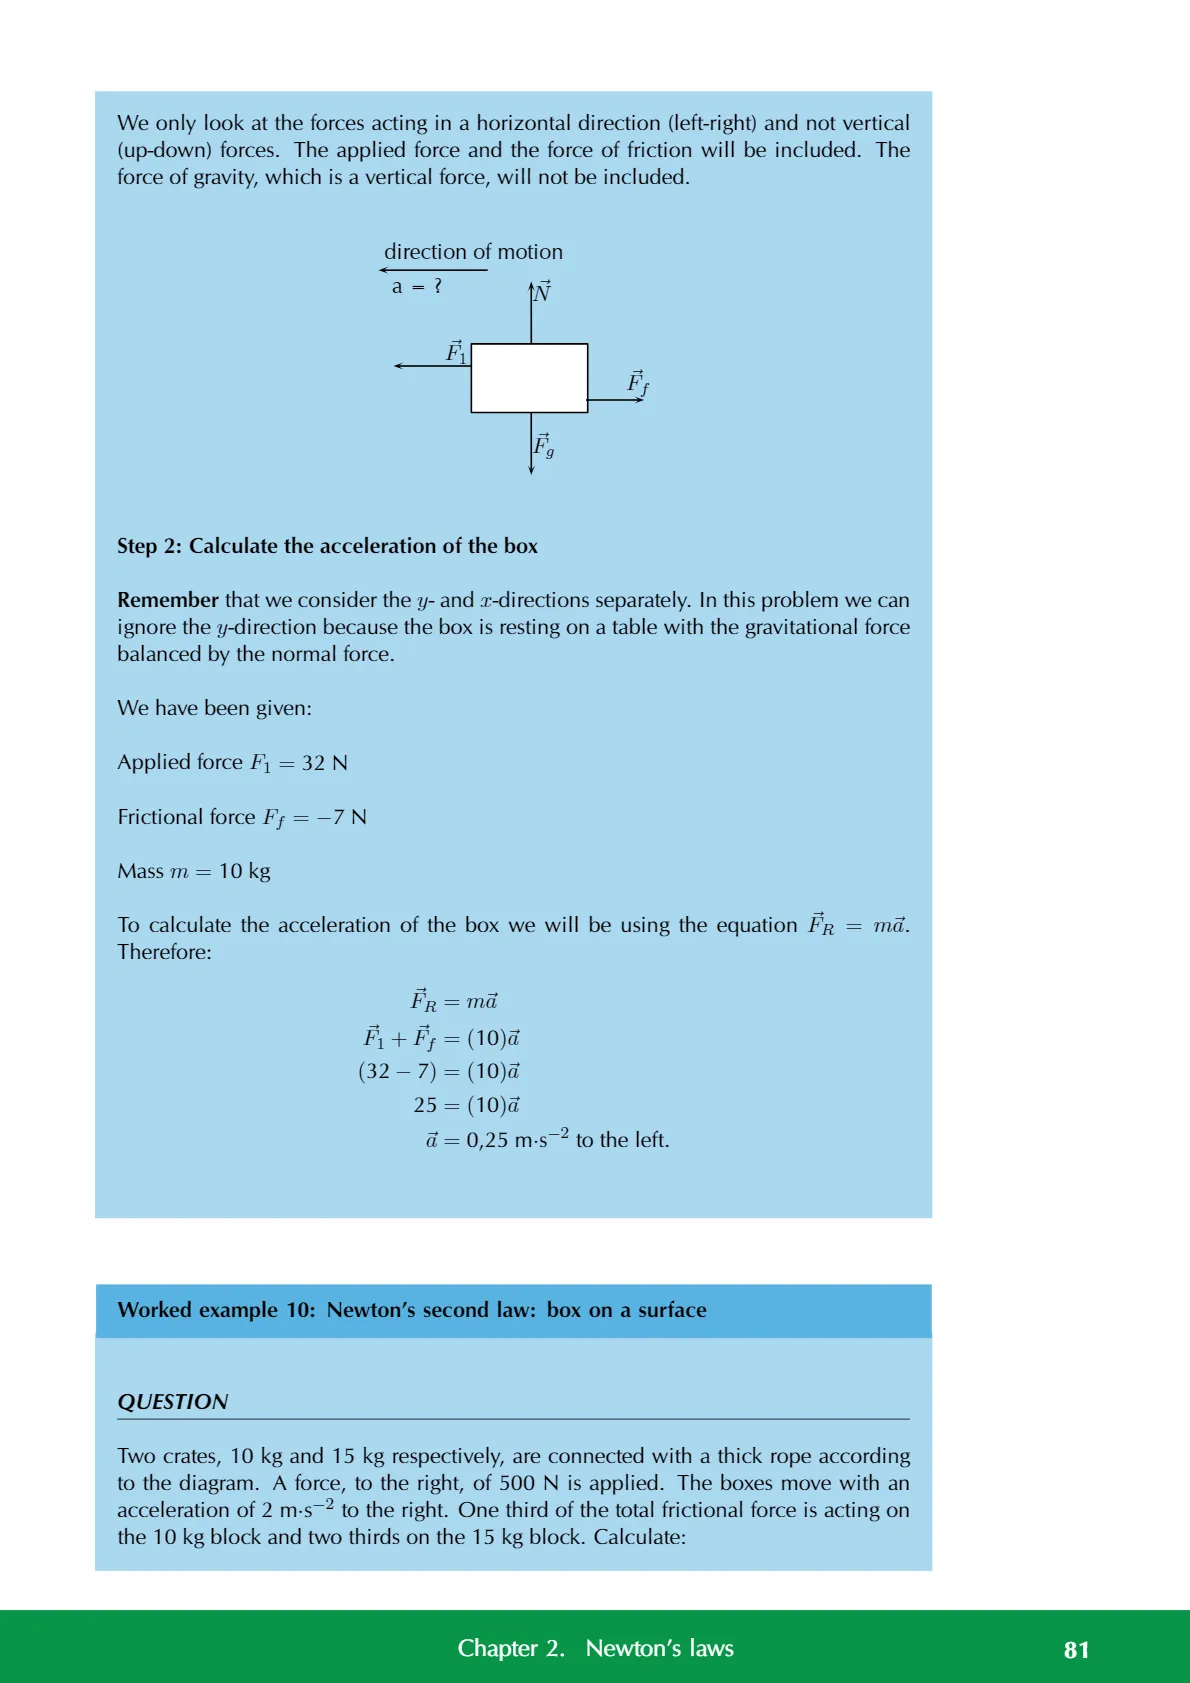 We only look at the forces acting in a horizontal direction (left-right) and not vertical
(up-down) forces. The applied force and the force of friction will be included. The
force of gravity, which is a vertical force, will not be included.
direction of motion
a = ?
$\vec{N}$
$\vec{F}_1$
$\vec{F}_f$
$\vec{F}_g$
Step 2: Calculate the acceleration of the box
Remember that we consider the $y$- and $x$-directions separately. In this problem we can
ignore the $y$-direction because the box is resting on a table with the gravitational force
balanced by the normal force.
We have been given:
Applied force $F_1 = 32$ N
Frictional force $F_f = -7$ N
Mass $m = 10$ kg
To calculate the acceleration of the box we will be using the equation $\vec{F}_R = m\vec{a}$.
Therefore:
$\vec{F}_R = m\vec{a}$
$\vec{F}_1 + \vec{F}_f = (10)\vec{a}$
$(32 - 7) = (10)\vec{a}$
$25 = (10)\vec{a}$
$\vec{a} = 0,25$ m·s$^{-2}$ to the left.
Worked example 10: Newton's second law: box on a surface
QUESTION
Two crates, 10 kg and 15 kg respectively, are connected with a thick rope according
to the diagram. A force, to the right, of 500 N is applied. The boxes move with an
acceleration of 2 m·s$^{-2}$ to the right. One third of the total frictional force is acting on
the 10 kg block and two thirds on the 15 kg block. Calculate:
Chapter 2. Newton's laws
81